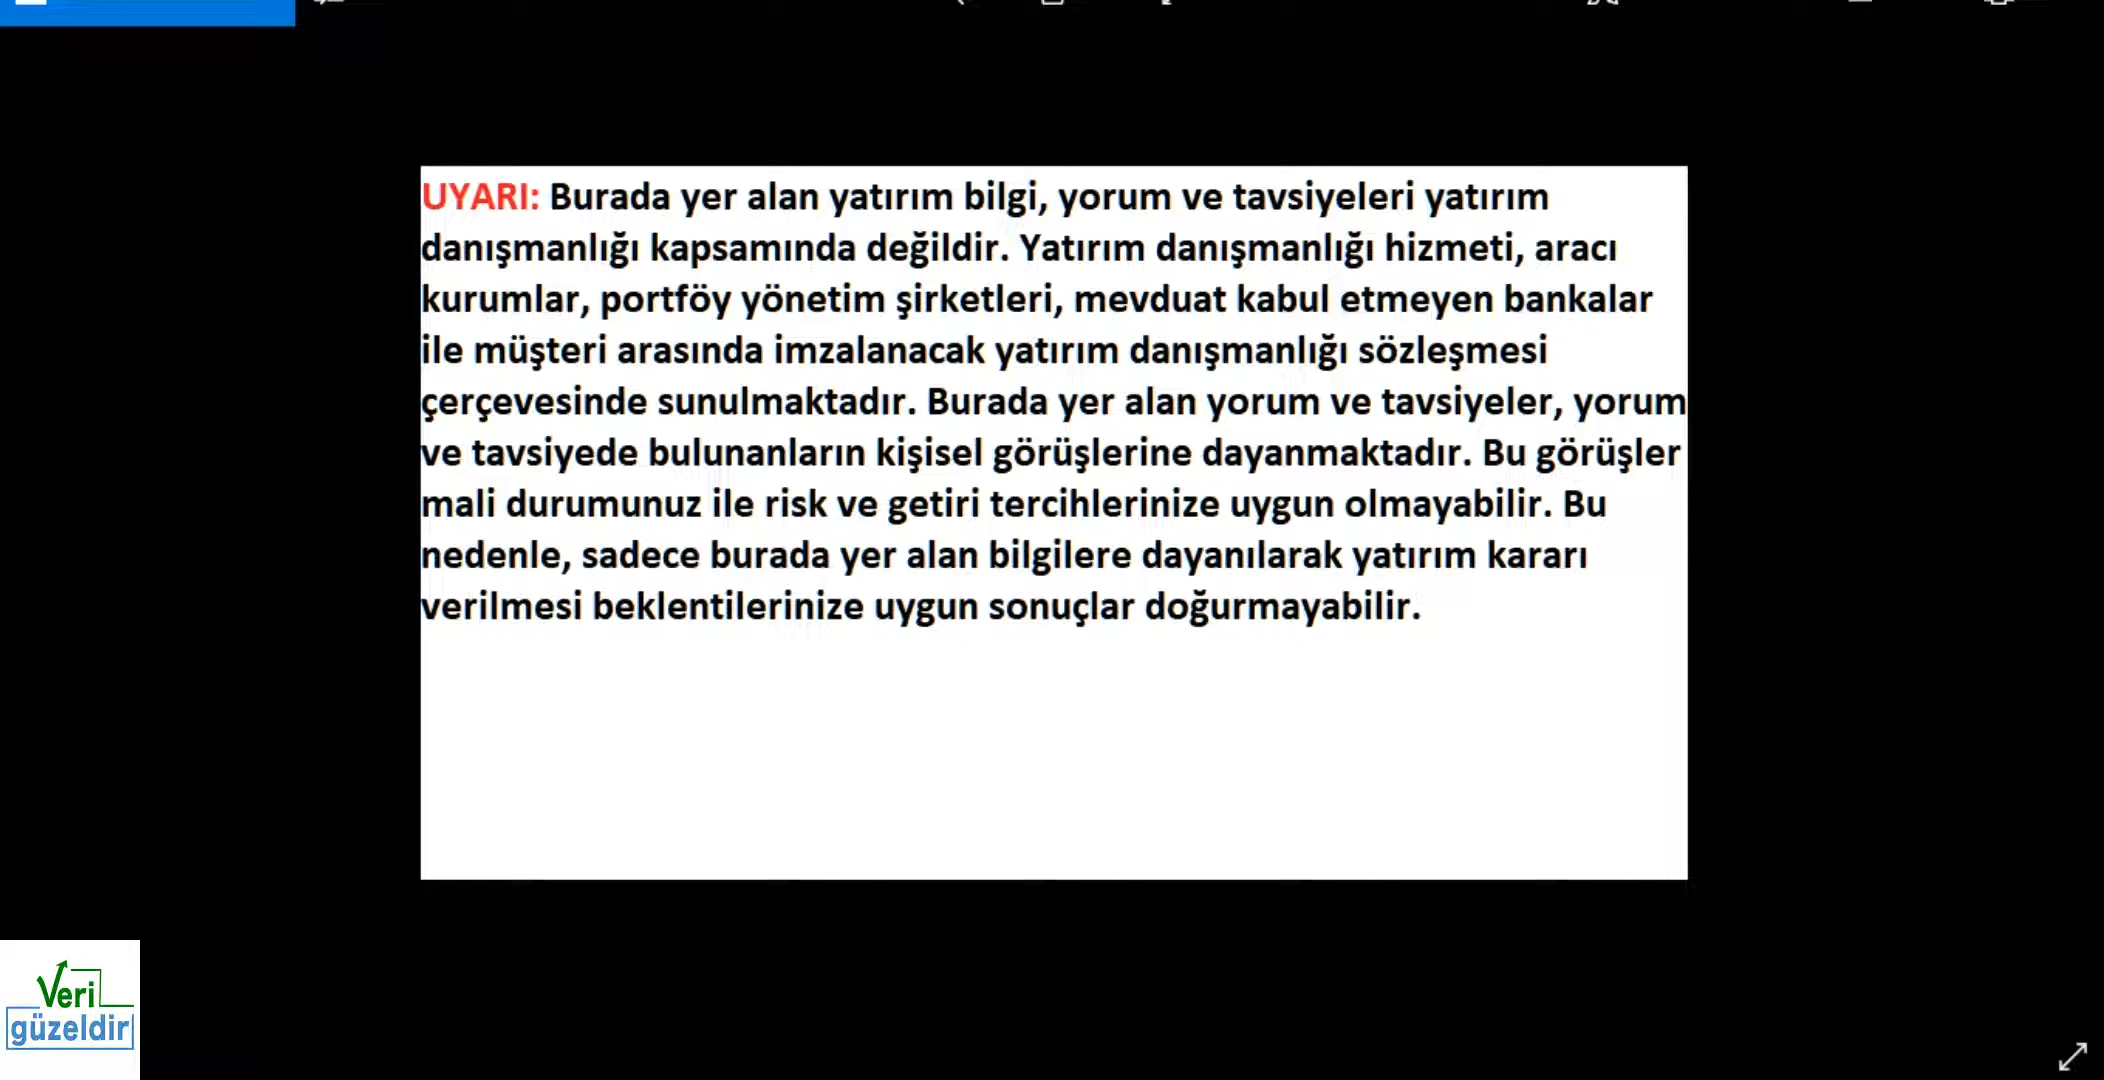 UYARI: Burada yer alan yatırım bilgi, yorum ve tavsiyeleri yatırım
danışmanlığı kapsamında değildir. Yatırım danışmanlığı hizmeti, aracı
kurumlar, portföy yönetim şirketleri, mevduat kabul etmeyen bankalar
ile müşteri arasında imzalanacak yatırım danışmanlığı sözleşmesi
çerçevesinde sunulmaktadır. Burada yer alan yorum ve tavsiyeler, yorum
ve tavsiyede bulunanların kişisel görüşlerine dayanmaktadır. Bu görüşler
mali durumunuz ile risk ve getiri tercihlerinize uygun olmayabilir. Bu
nedenle, sadece burada yer alan bilgilere dayanılarak yatırım kararı
verilmesi beklentilerinize uygun sonuçlar doğurmayabilir.
Veri
güzeldir